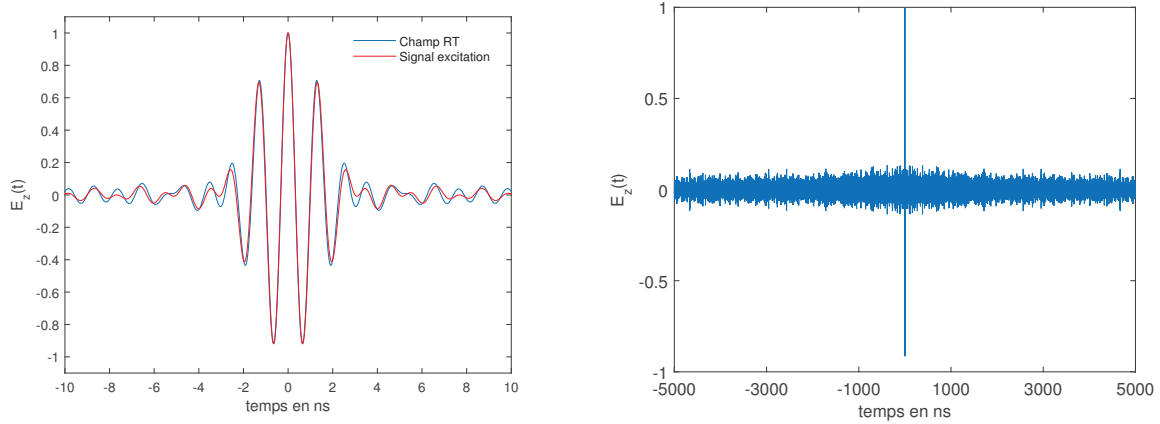 1
0.8
0.6
0.4
0.2
0
-0.2
-0.4
-0.6
-0.8
-1
E_z(t)
Champ RT
Signal excitation
-10 -8 -6 -4 -2 0 2 4 6 8 10
temps en ns
1
0.5
0
-0.5
-1
E_z(t)
-5000 -3000 -1000 1000 3000 5000
temps en ns